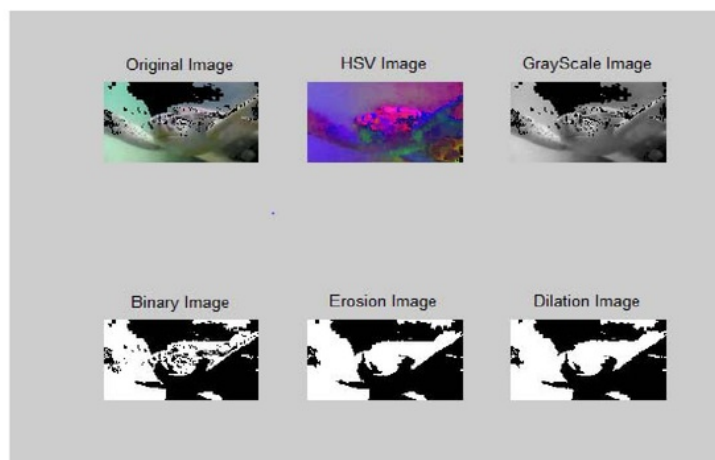 Original Image
HSV Image
GrayScale Image
Binary Image
Erosion Image
Dilation Image